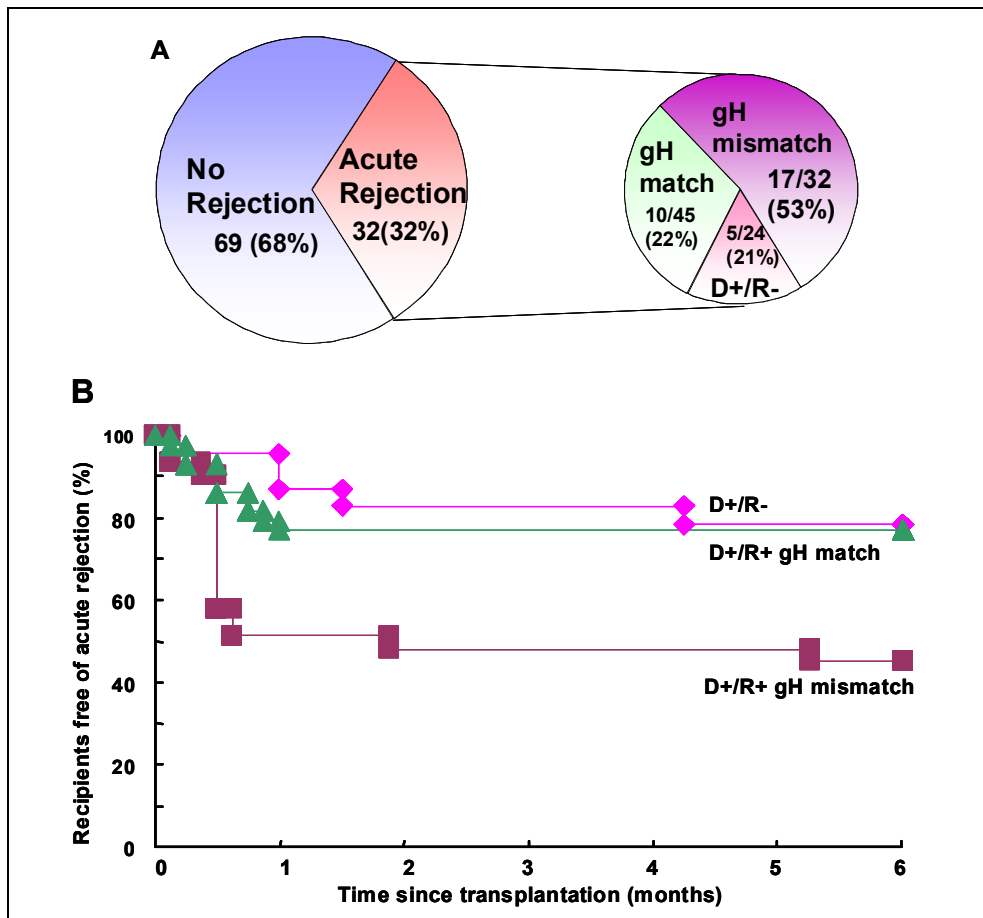 A
No
Rejection
69 (68%)
Acute
Rejection
32(32%)
gH
mismatch
17/32
(53%)
gH
match
10/45
(22%)
5/24
(21%)
D+/R-
B
Recipients free of acute rejection (%)
100
80
60
40
20
0
D+/R-
D+/R+ gH match
D+/R+ gH mismatch
0 1 2 3 4 5 6
Time since transplantation (months)